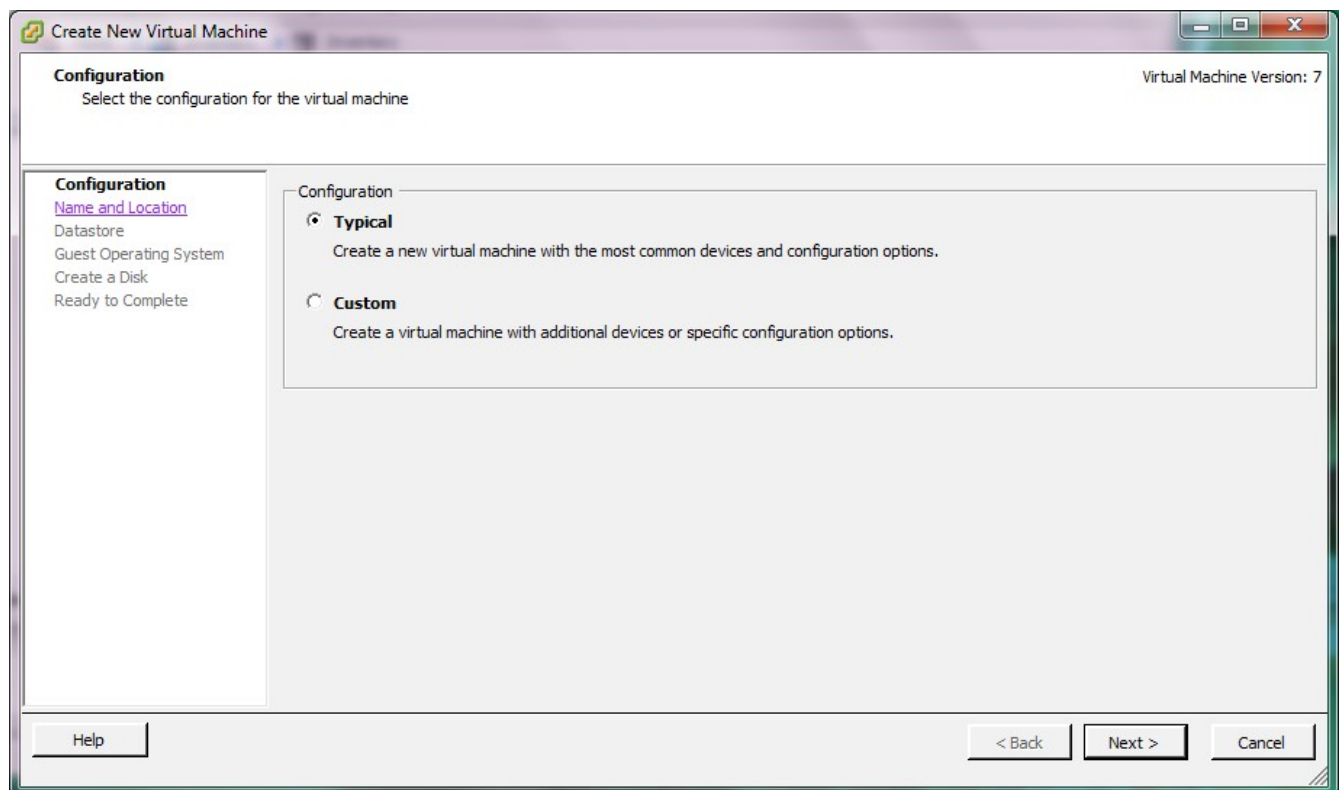 Create New Virtual Machine
Configuration
Select the configuration for the virtual machine
Virtual Machine Version: 7
Configuration
Name and Location
Datastore
Guest Operating System
Create a Disk
Ready to Complete
Configuration
Typical
Create a new virtual machine with the most common devices and configuration options.
Custom
Create a virtual machine with additional devices or specific configuration options.
Help
< Back
Next >
Cancel